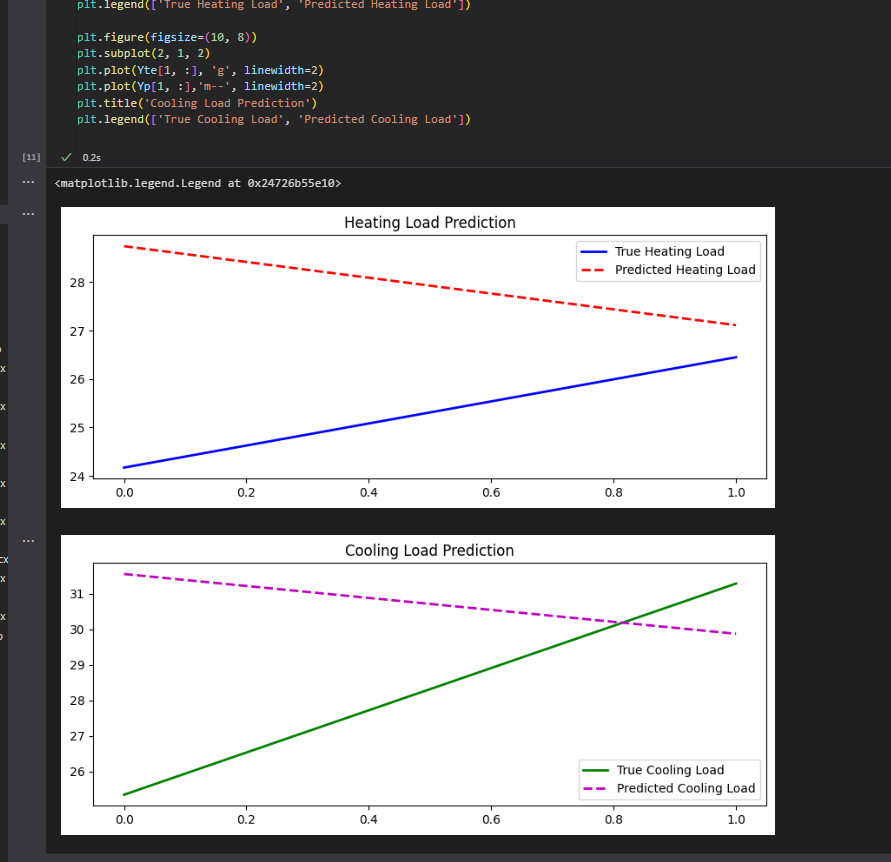 plt.legend(['True Heating Load', 'Predicted Heating Load'])
plt.figure(figsize=(10, 8))
plt.subplot(2, 1, 2)
plt.plot(Yte[1, :], 'g', linewidth=2)
plt.plot(Yp[1, :],'m--', linewidth=2)
plt.title('Cooling Load Prediction')
plt.legend(['True Cooling Load', 'Predicted Cooling Load'])
[11]
0.2s
<matplotlib.legend.Legend at 0x24726b55e10>
Heating Load Prediction
True Heating Load
Predicted Heating Load
28
27
26
25
24
0.0 0.2 0.4 0.6 0.8 1.0
Cooling Load Prediction
31
30
29
28
27
26
True Cooling Load
Predicted Cooling Load
0.0 0.2 0.4 0.6 0.8 1.0